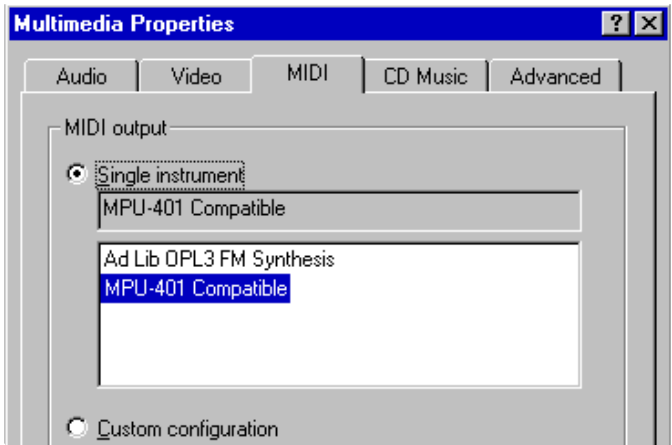 Multimedia Properties
Audio Video MIDI CD Music Advanced
MIDI output
Single instrument
MPU-401 Compatible
Ad Lib OPL3 FM Synthesis
MPU-401 Compatible
Custom configuration